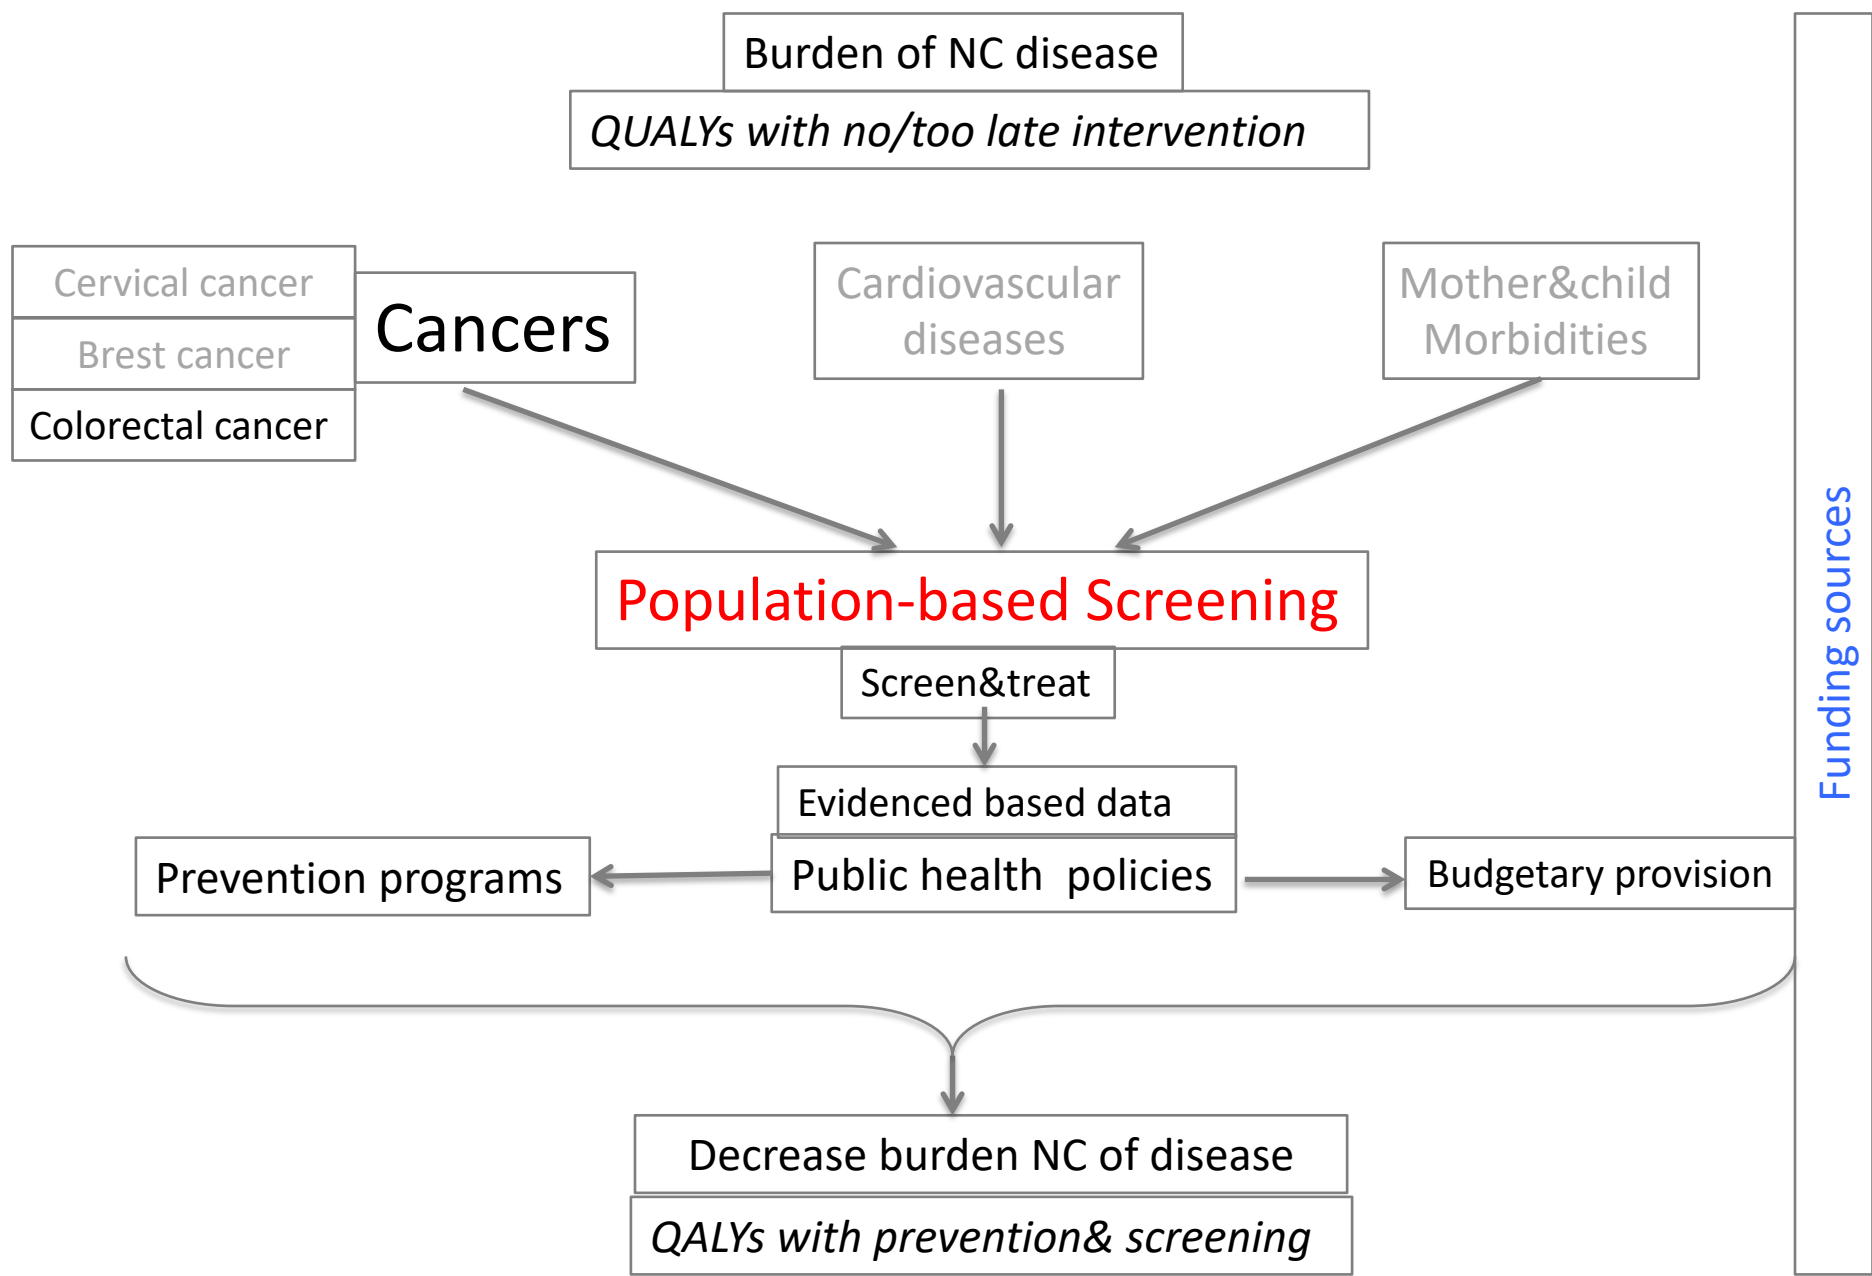 Burden of NC disease
QUALYs with no/too late intervention
Cervical cancer
Brest cancer
Colorectal cancer
Cancers
Cardiovascular
diseases
Mother&child
Morbidities
Population-based Screening
Screen&treat
Evidenced based data
Prevention programs
Public health policies
Budgetary provision
Funding sources
Decrease burden NC of disease
QALYs with prevention& screening